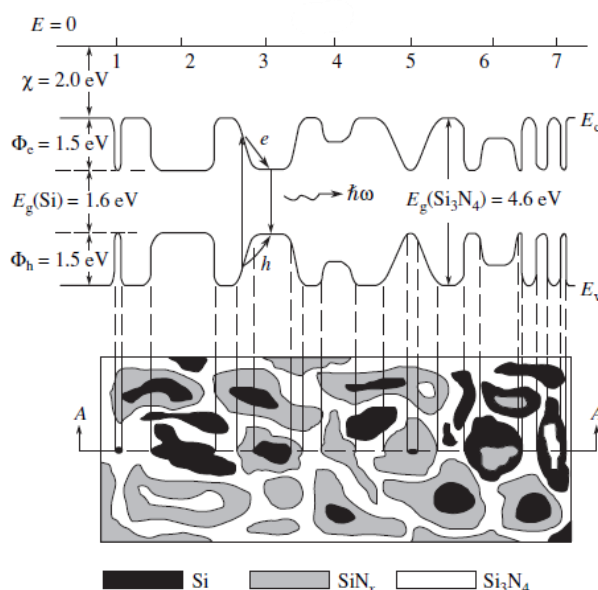 E = 0
1 2 3 4 5 6 7
χ = 2.0 eV
Φe = 1.5 eV
Ec
e
Eg(Si) = 1.6 eV
ħω
Eg(Si3N4) = 4.6 eV
Φh = 1.5 eV
h
Ev
A A
Si SiNx Si3N4